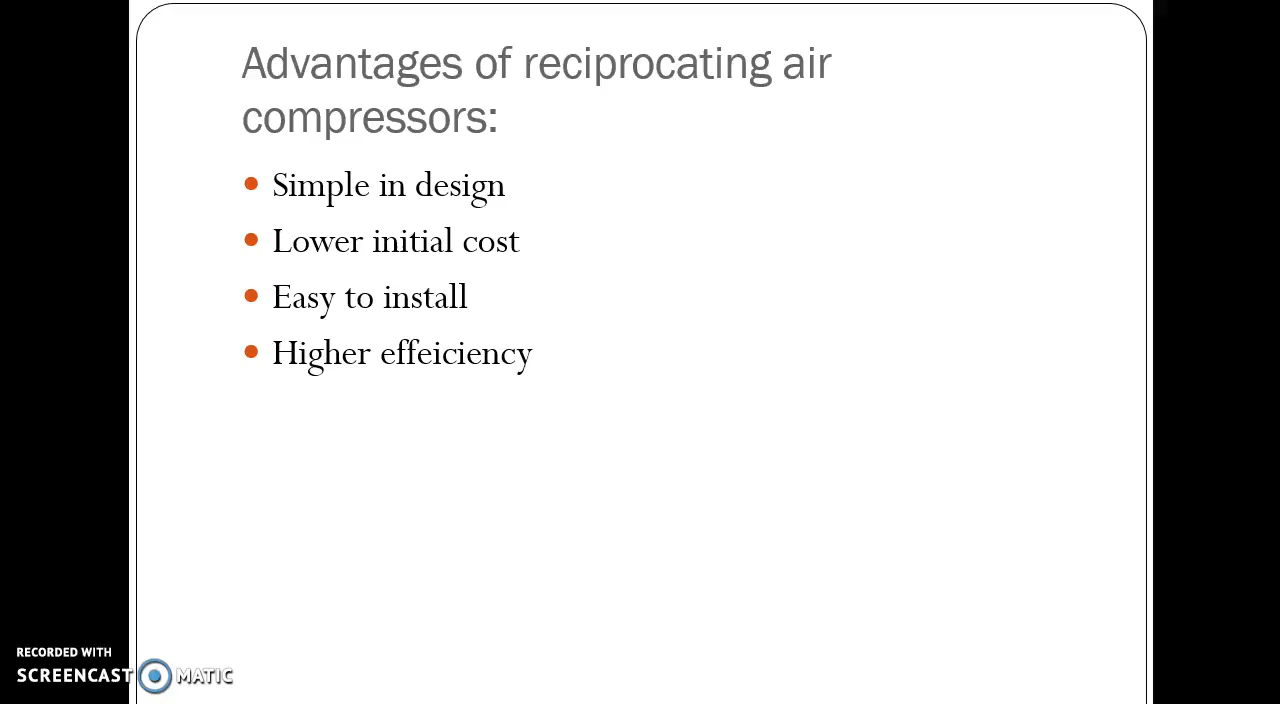 Advantages of reciprocating air
compressors:
Simple in design
Lower initial cost
Easy to install
Higher effeiciency
RECORDED WITH
SCREENCAST MATIC